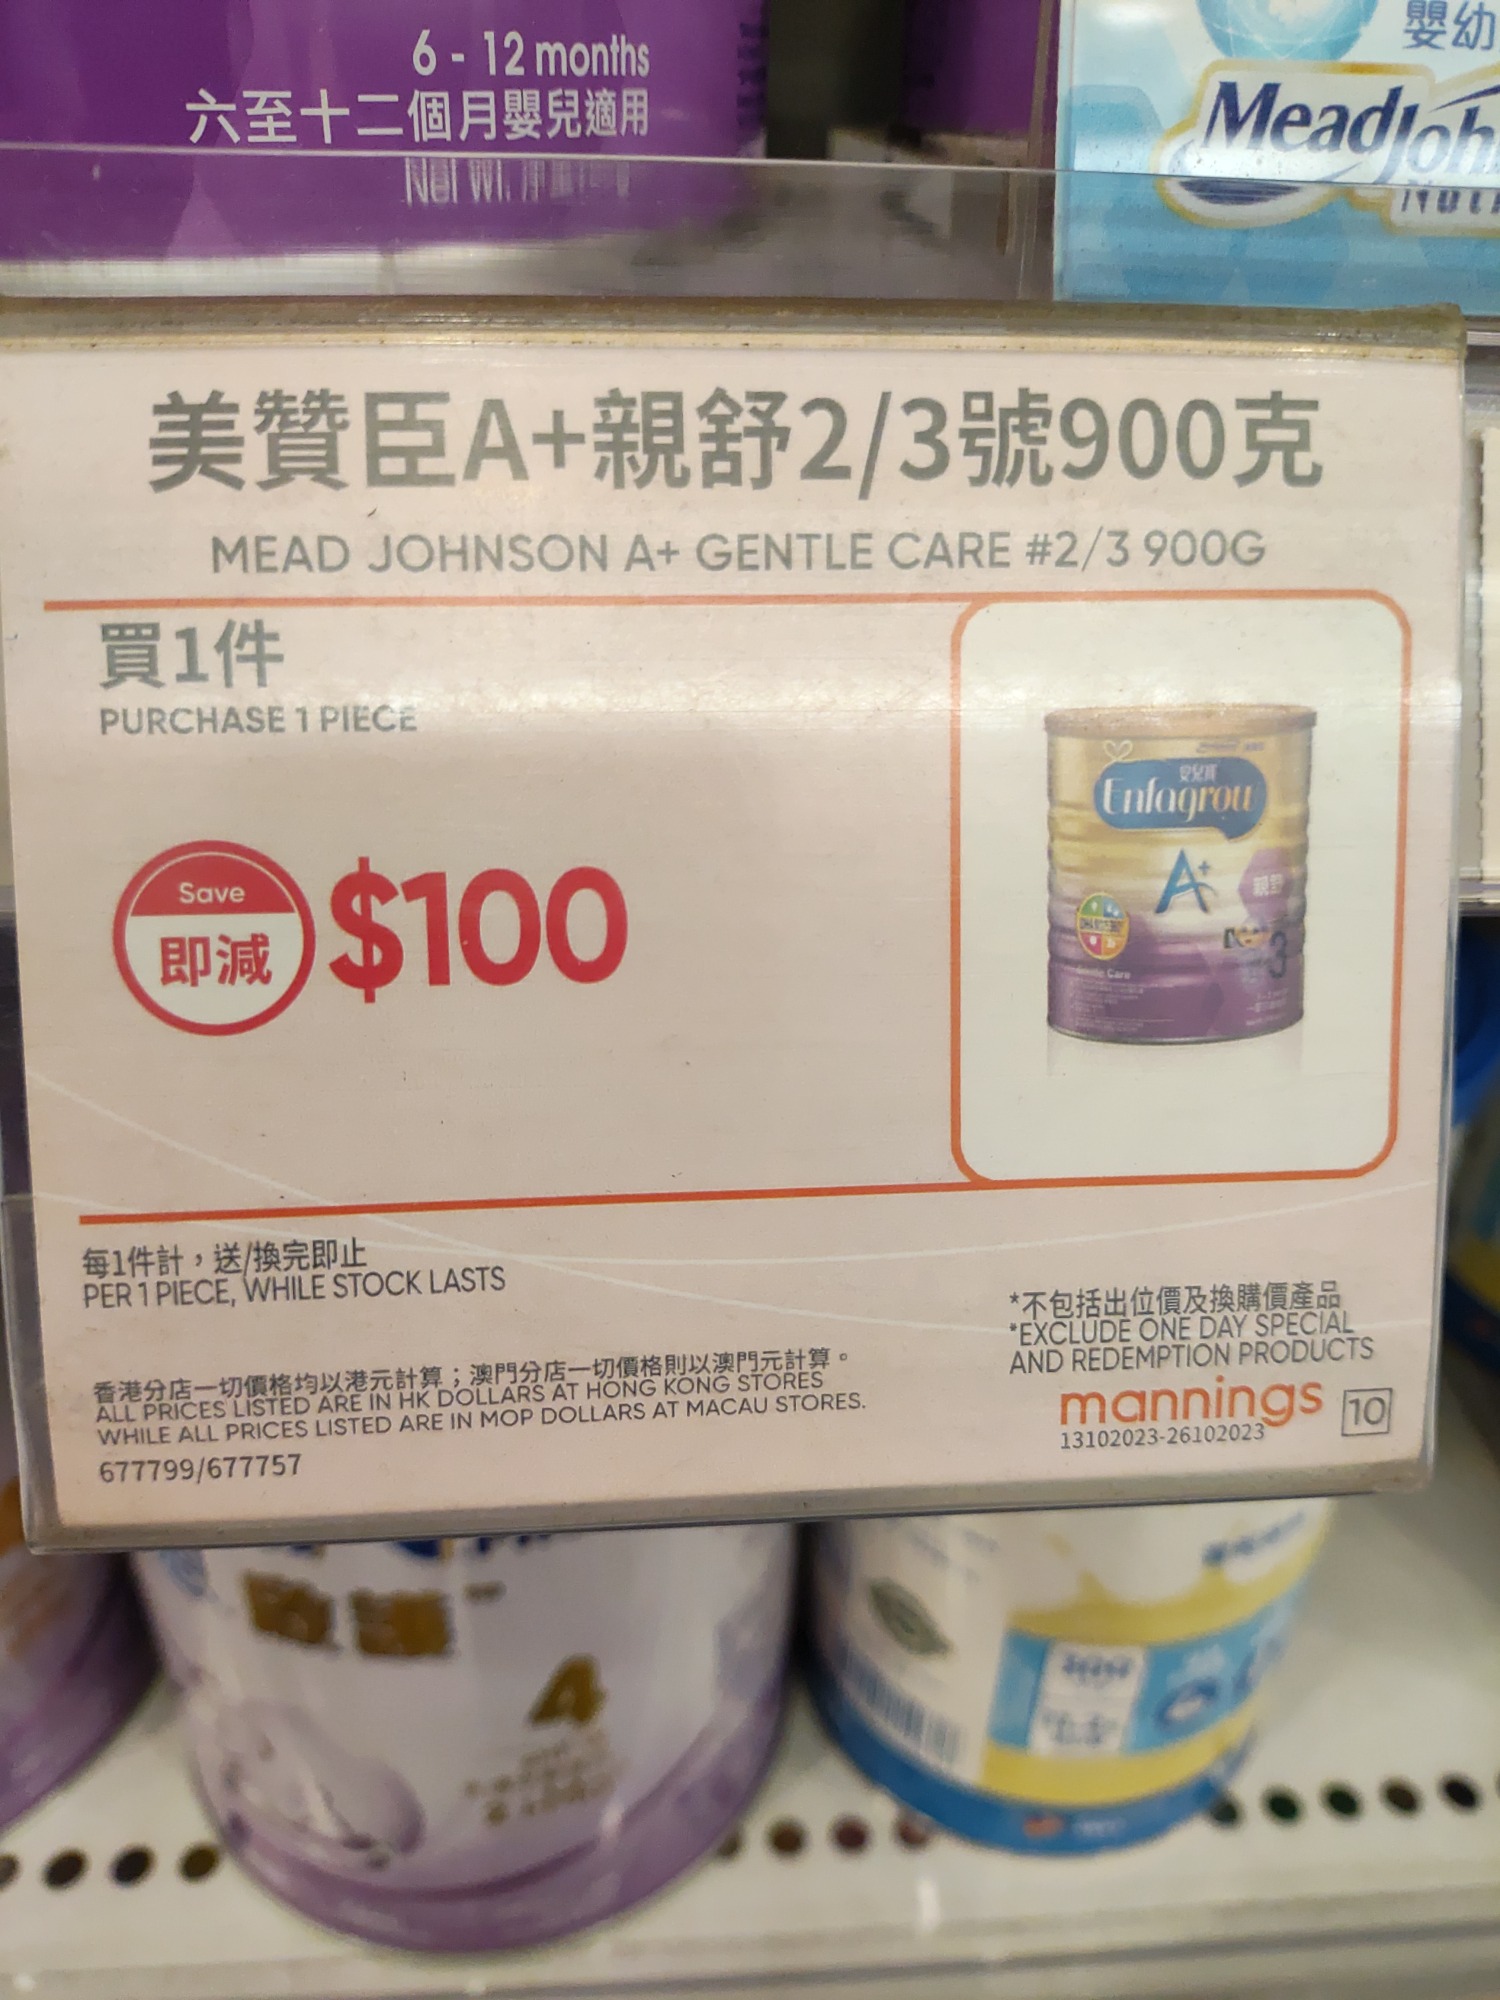 6 - 12 months
六至十二個月嬰兒適用
嬰幼
MeadJoh
美贊臣A+親舒2/3號900克
MEAD JOHNSON A+ GENTLE CARE #2/3 900G
買1件
PURCHASE 1 PIECE
Save
即減
$100
Enfagrow
A+
親舒
3
Gentle Care
每1件計，送/換完即止
PER 1 PIECE, WHILE STOCK LASTS
*不包括出位價及換購價產品
*EXCLUDE ONE DAY SPECIAL
AND REDEMPTION PRODUCTS
香港分店一切價格均以港元計算；澳門分店一切價格則以澳門元計算。
ALL PRICES LISTED ARE IN HK DOLLARS AT HONG KONG STORES
WHILE ALL PRICES LISTED ARE IN MOP DOLLARS AT MACAU STORES.
677799/677757
mannings
13102023-26102023
10
4